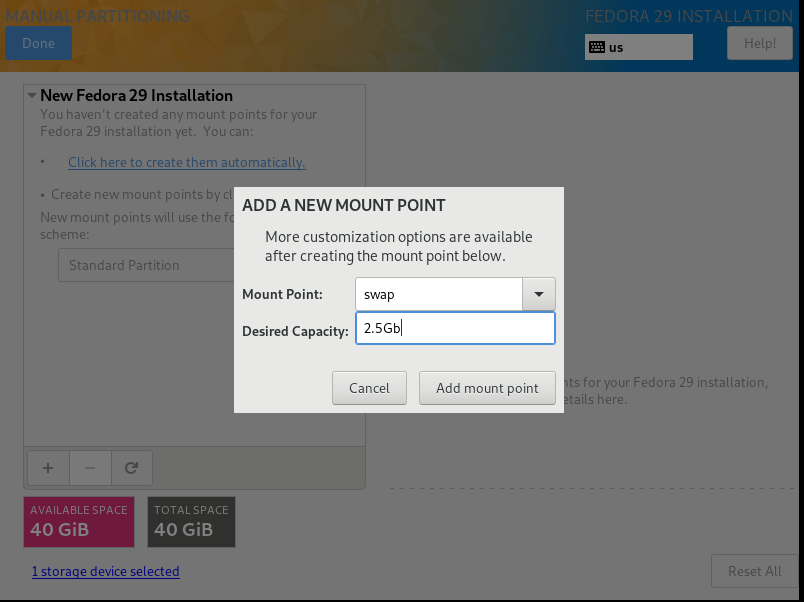 MANUAL PARTITIONING
FEDORA 29 INSTALLATION
Done
us
Help!
New Fedora 29 Installation
You haven't created any mount points for your
Fedora 29 installation yet. You can:
• Click here to create them automatically.
• Create new mount points by cl
New mount points will use the fo
scheme:
Standard Partition
ADD A NEW MOUNT POINT
More customization options are available
after creating the mount point below.
Mount Point:
swap
Desired Capacity:
2.5Gb
Cancel
Add mount point
nts for your Fedora 29 installation,
etails here.
+
−
AVAILABLE SPACE
40 GiB
TOTAL SPACE
40 GiB
1 storage device selected
Reset All